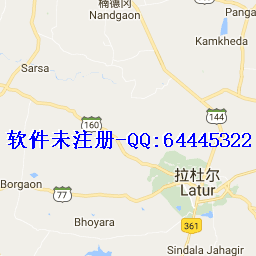 楠德冈
Nandgaon
Panga
Kamkheda
Sarsa
144
160
软件未注册-QQ:64445322
拉杜尔
Latur
Borgaon
77
361
Bhoyara
Sindala Jahagir